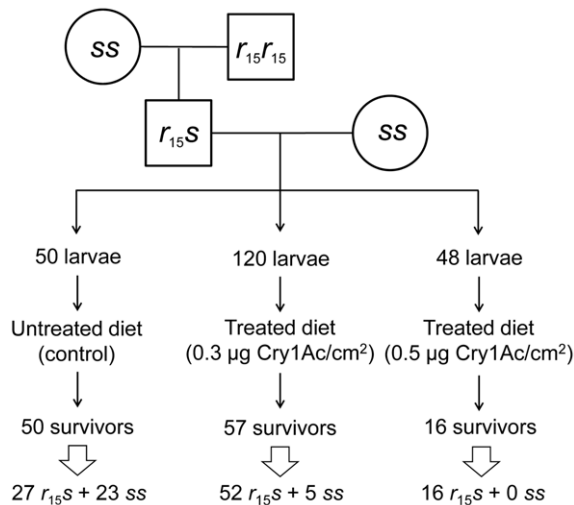 ss
r₁₅r₁₅
r₁₅s
ss
50 larvae
120 larvae
48 larvae
Untreated diet
(control)
Treated diet
(0.3 µg Cry1Ac/cm²)
Treated diet
(0.5 µg Cry1Ac/cm²)
50 survivors
57 survivors
16 survivors
27 r₁₅s + 23 ss
52 r₁₅s + 5 ss
16 r₁₅s + 0 ss